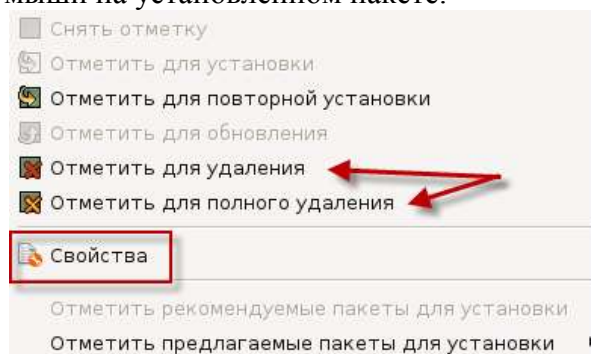 мыши на установленном пакете:
Снять отметку
Отметить для установки
Отметить для повторной установки
Отметить для обновления
Отметить для удаления
Отметить для полного удаления
Свойства
Отметить рекомендуемые пакеты для установки
Отметить предлагаемые пакеты для установки